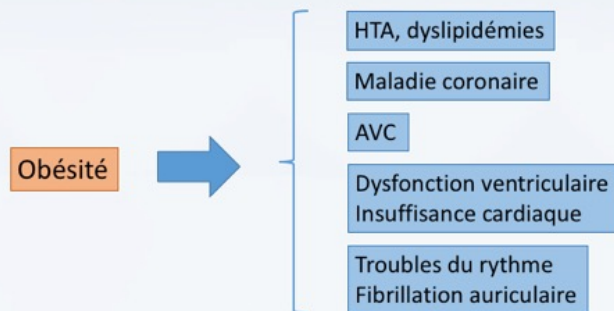 Obésité
HTA, dyslipidémies
Maladie coronaire
AVC
Dysfonction ventriculaire
Insuffisance cardiaque
Troubles du rythme
Fibrillation auriculaire